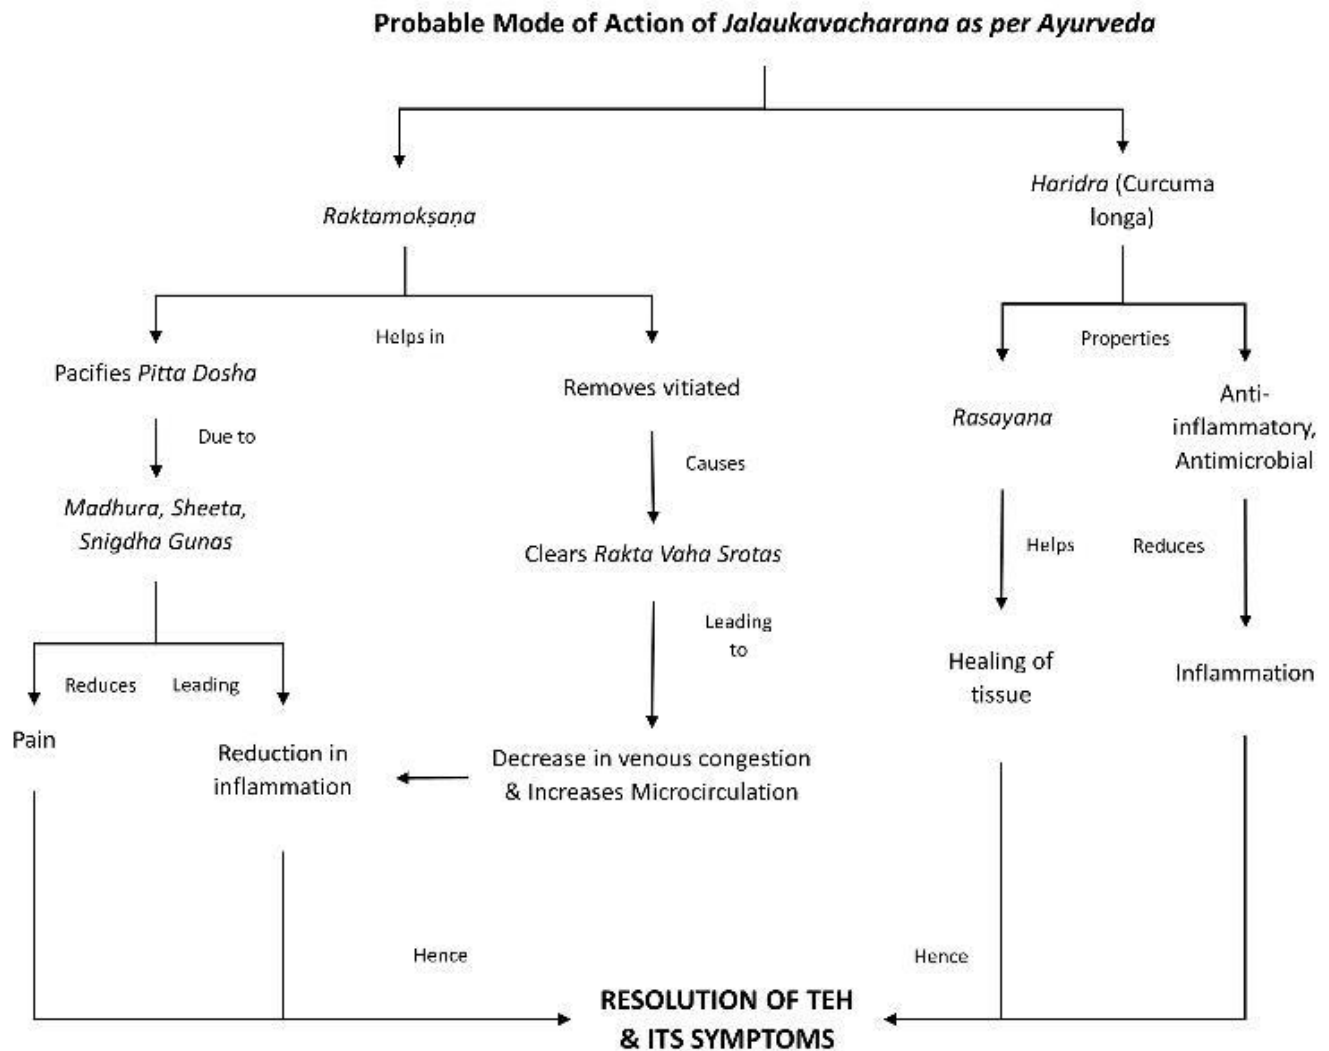 Probable Mode of Action of Jalaukavacharana as per Ayurveda
Raktamokṣaṇa
Haridra (Curcuma
longa)
Helps in
Properties
Pacifies Pitta Dosha
Removes vitiated
Rasayana
Anti-
inflammatory,
Antimicrobial
Due to
Causes
Madhura, Sheeta,
Snigdha Gunas
Clears Rakta Vaha Srotas
Helps
Reduces
Leading
to
Reduces
Leading
Healing of
tissue
Inflammation
Pain
Reduction in
inflammation
Decrease in venous congestion
& Increases Microcirculation
Hence
Hence
RESOLUTION OF TEH
& ITS SYMPTOMS